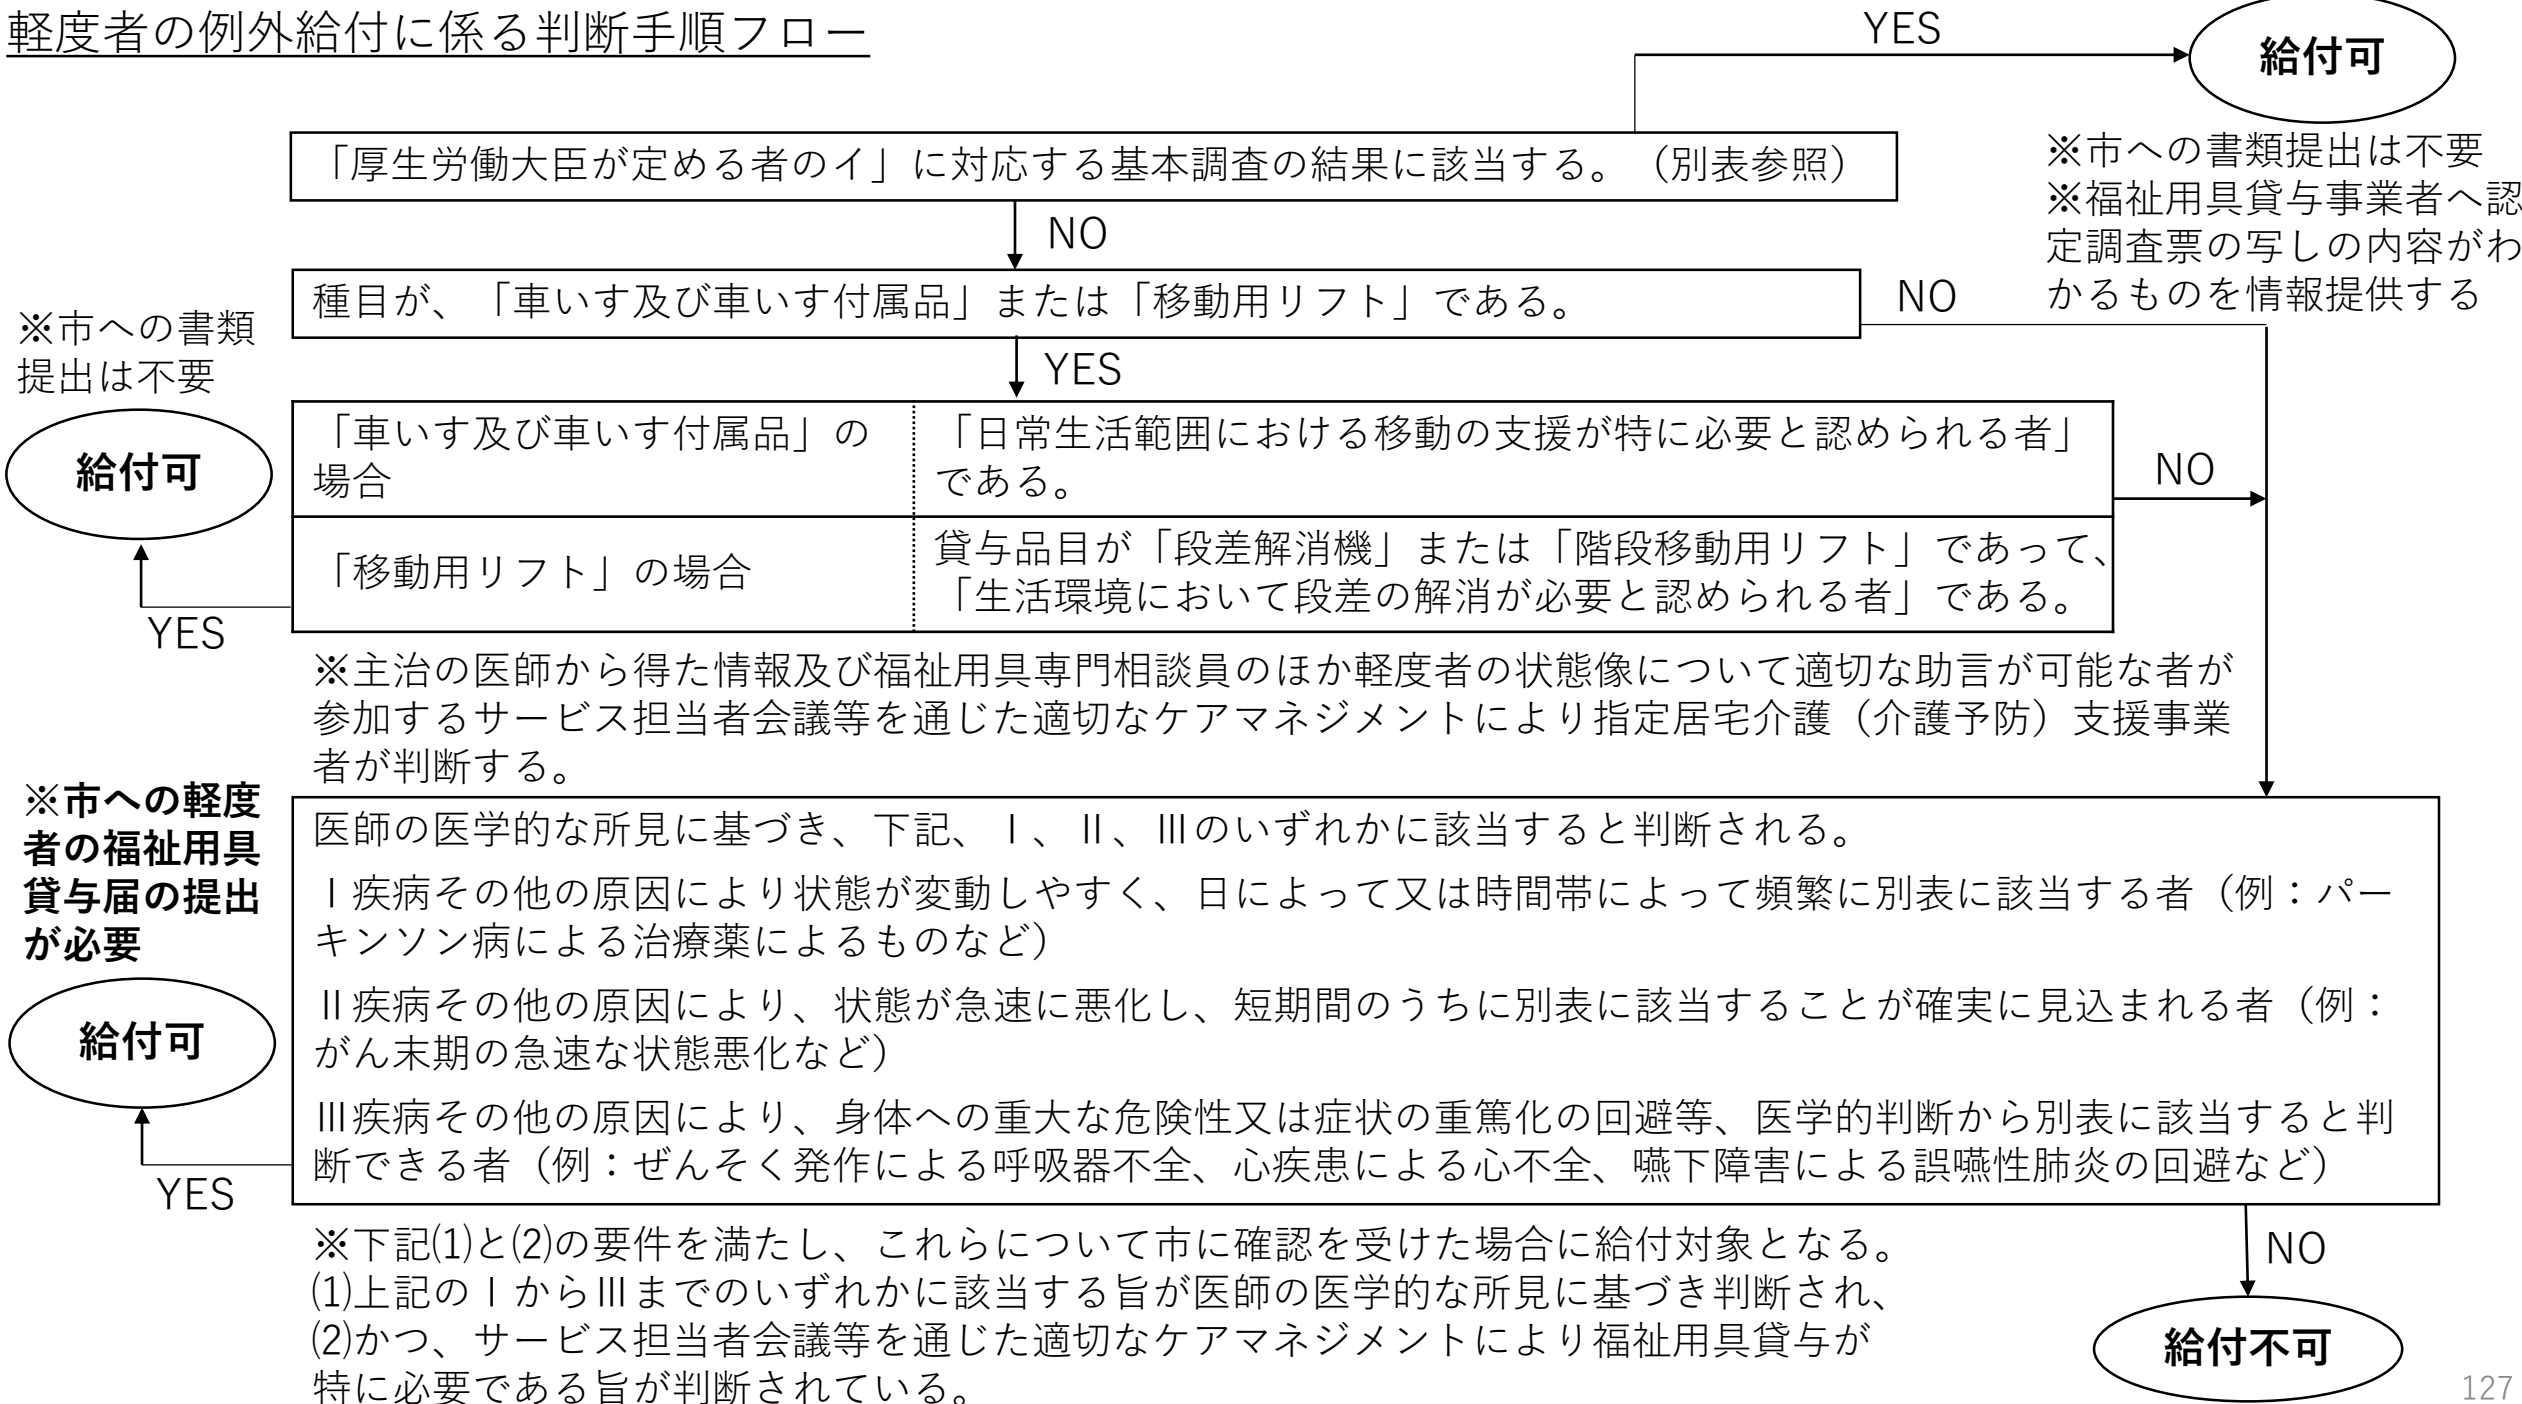 軽度者の例外給付に係る判断手順フロー
YES
給付可
「厚生労働大臣が定める者のイ」に対応する基本調査の結果に該当する。（別表参照）
※市への書類提出は不要
※福祉用具貸与事業者へ認
定調査票の写しの内容がわ
かるものを情報提供する
NO
種目が、「車いす及び車いす付属品」または「移動用リフト」である。
NO
※市への書類
提出は不要
YES
給付可
「車いす及び車いす付属品」の
場合
「日常生活範囲における移動の支援が特に必要と認められる者」
である。
NO
「移動用リフト」の場合
貸与品目が「段差解消機」または「階段移動用リフト」であって、
「生活環境において段差の解消が必要と認められる者」である。
YES
※主治の医師から得た情報及び福祉用具専門相談員のほか軽度者の状態像について適切な助言が可能な者が
参加するサービス担当者会議等を通じた適切なケアマネジメントにより指定居宅介護（介護予防）支援事業
者が判断する。
※市への軽度
者の福祉用具
貸与届の提出
が必要
給付可
YES
医師の医学的な所見に基づき、下記、Ⅰ、Ⅱ、Ⅲのいずれかに該当すると判断される。
Ⅰ疾病その他の原因により状態が変動しやすく、日によって又は時間帯によって頻繁に別表に該当する者（例：パー
キンソン病による治療薬によるものなど）
Ⅱ疾病その他の原因により、状態が急速に悪化し、短期間のうちに別表に該当することが確実に見込まれる者（例：
がん末期の急速な状態悪化など）
Ⅲ疾病その他の原因により、身体への重大な危険性又は症状の重篤化の回避等、医学的判断から別表に該当すると判
断できる者（例：ぜんそく発作による呼吸器不全、心疾患による心不全、嚥下障害による誤嚥性肺炎の回避など）
※下記⑴と⑵の要件を満たし、これらについて市に確認を受けた場合に給付対象となる。
⑴上記のⅠからⅢまでのいずれかに該当する旨が医師の医学的な所見に基づき判断され、
⑵かつ、サービス担当者会議等を通じた適切なケアマネジメントにより福祉用具貸与が
特に必要である旨が判断されている。
NO
給付不可
127